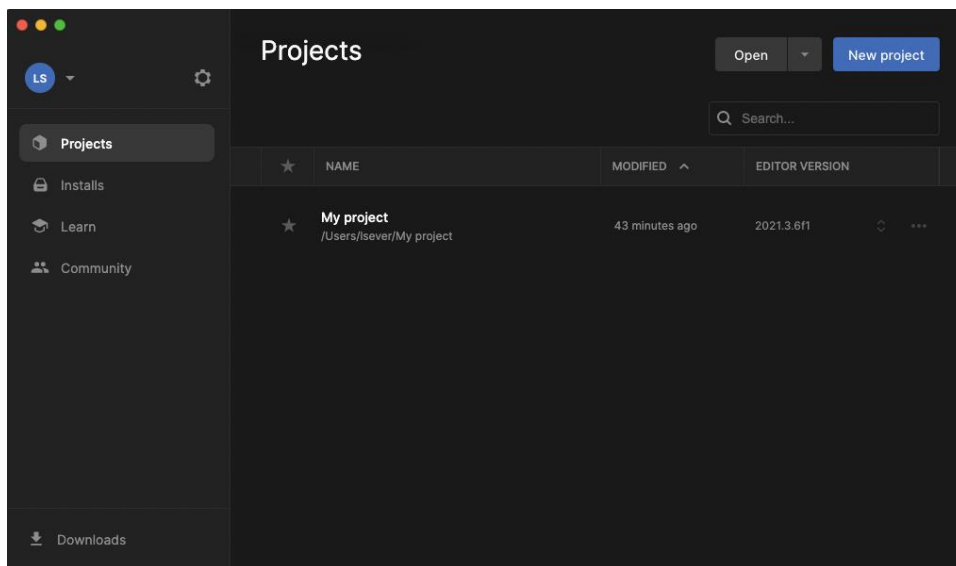 LS
Projects
Installs
Learn
Community
Downloads
Projects
Open
New project
Search...
NAME
MODIFIED
EDITOR VERSION
My project
/Users/lsever/My project
43 minutes ago
2021.3.6f1